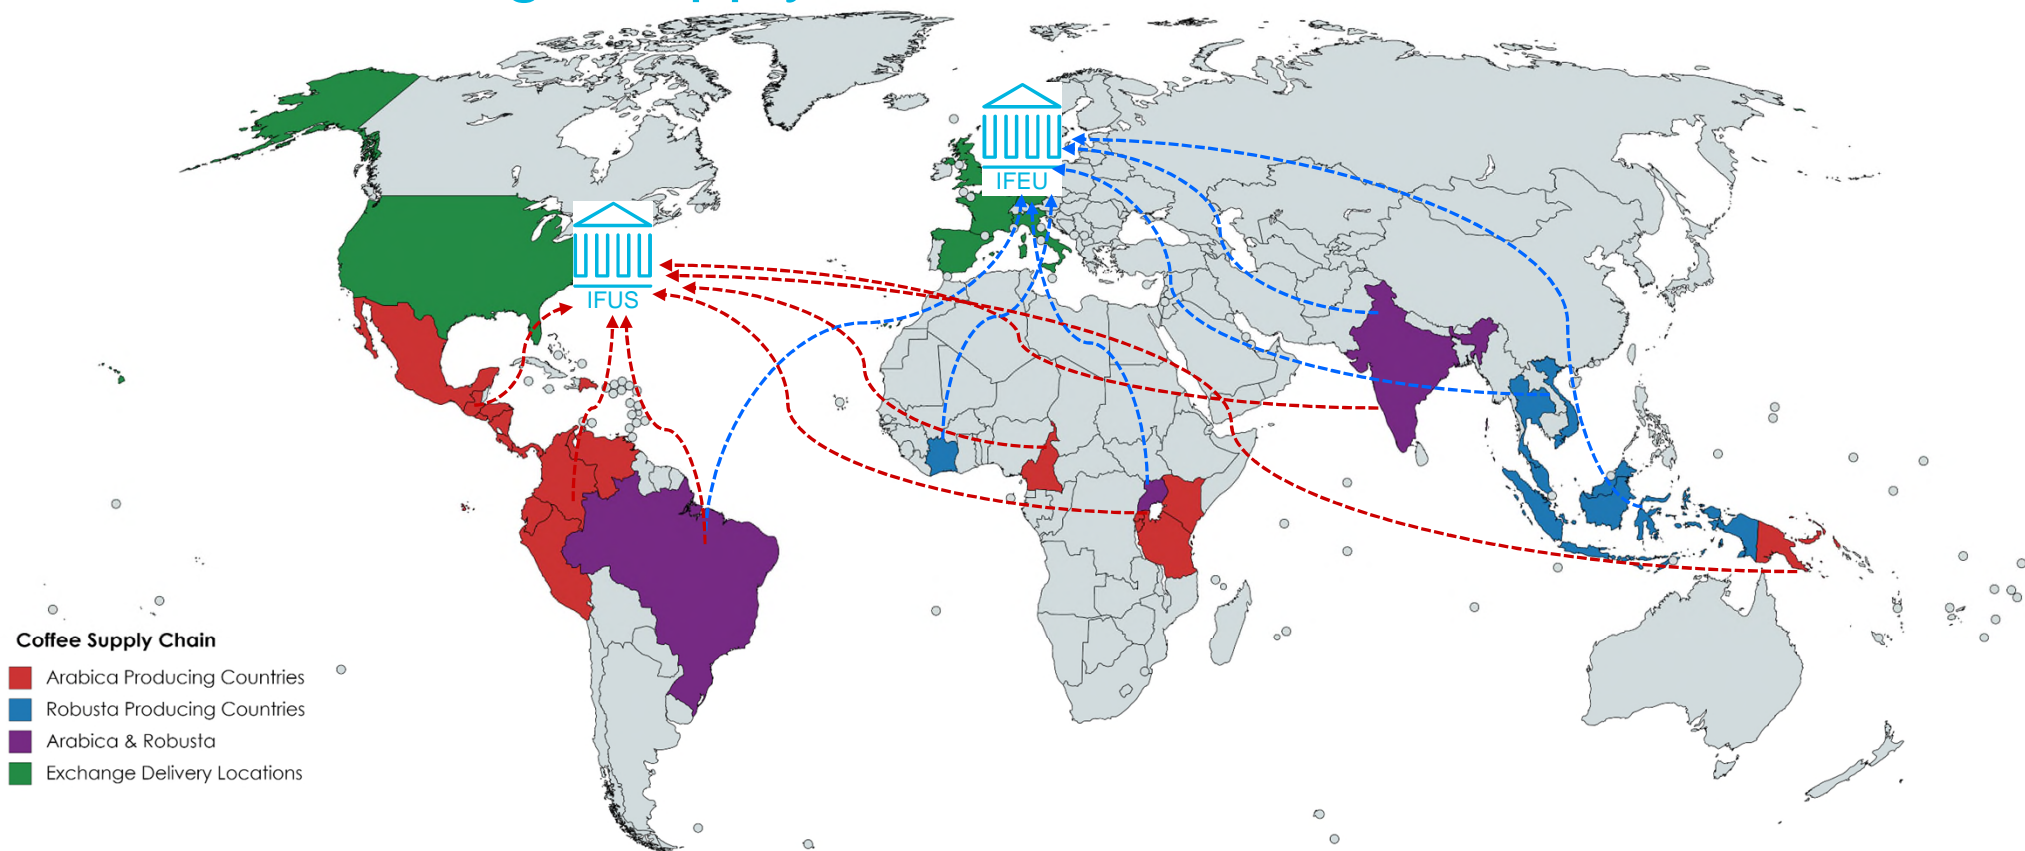 IFEU
IFUS
Coffee Supply Chain
Arabica Producing Countries
Robusta Producing Countries
Arabica & Robusta
Exchange Delivery Locations